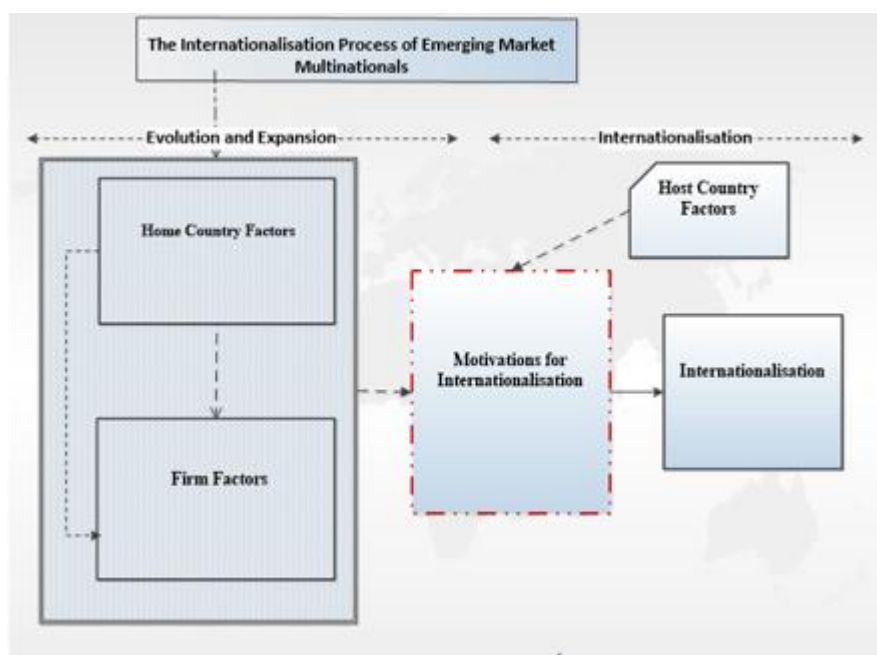 The Internationalisation Process of Emerging Market
Multinationals
Evolution and Expansion
Internationalisation
Host Country
Factors
Home Country Factors
Motivations for
Internationalisation
Internationalisation
Firm Factors